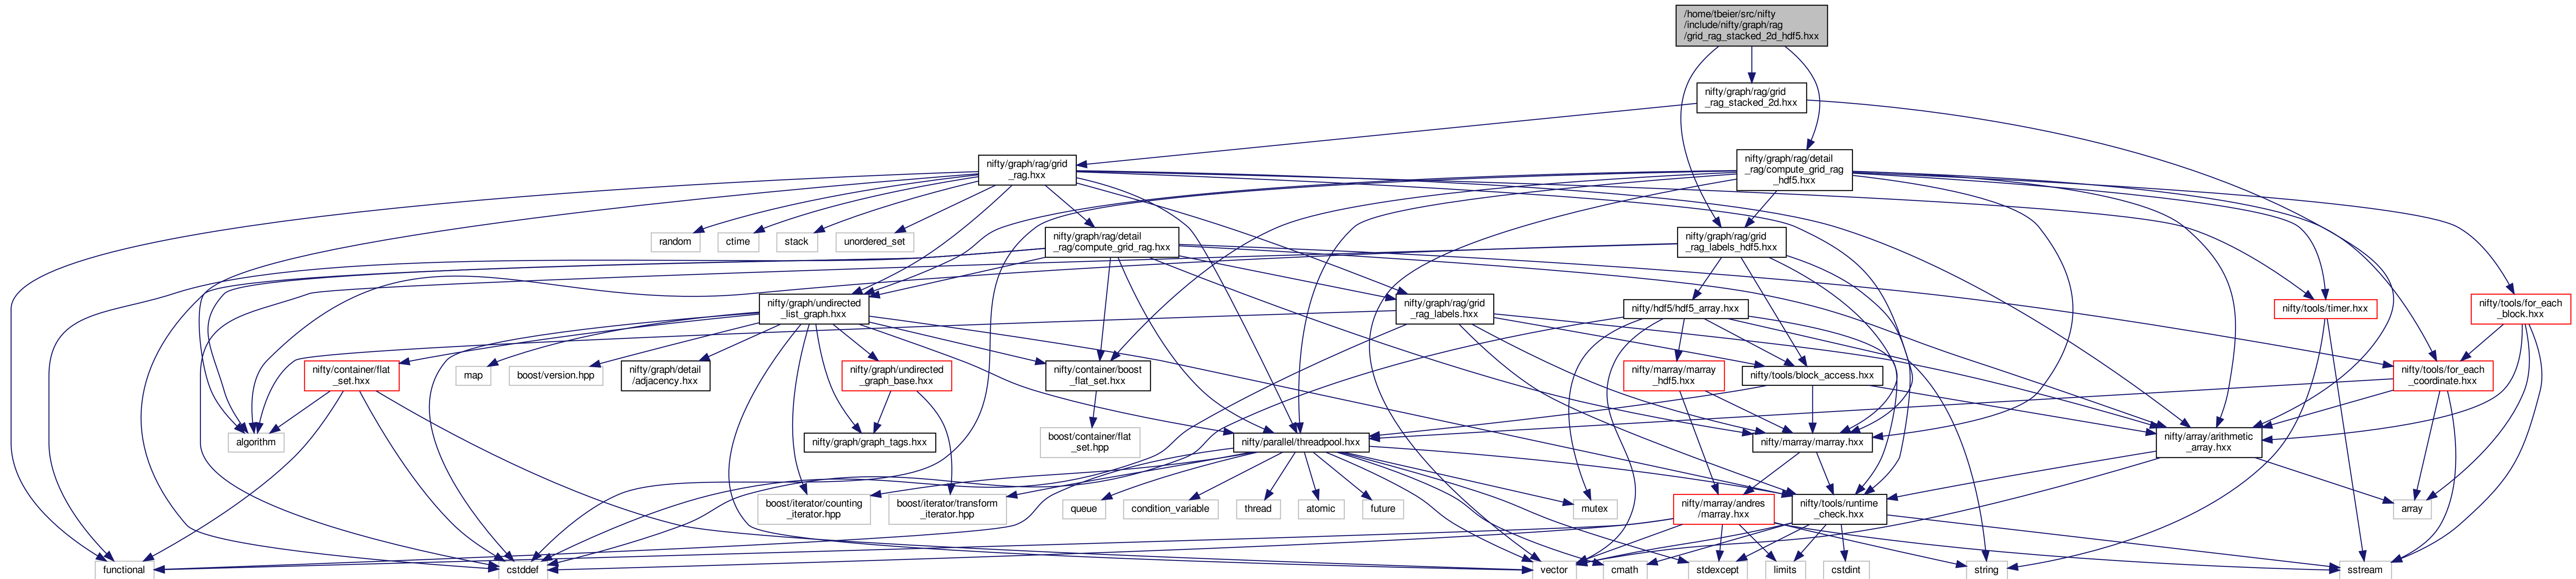 /home/tbeier/src/nifty
/include/nifty/graph/rag
/grid_rag_stacked_2d_hdf5.hxx
nifty/graph/rag/grid
_rag_stacked_2d.hxx
nifty/graph/rag/grid
_rag.hxx
nifty/graph/rag/detail
_rag/compute_grid_rag
_hdf5.hxx
random
ctime
stack
unordered_set
nifty/graph/rag/detail
_rag/compute_grid_rag.hxx
nifty/graph/rag/grid
_rag_labels_hdf5.hxx
nifty/graph/undirected
_list_graph.hxx
nifty/graph/rag/grid
_rag_labels.hxx
nifty/hdf5/hdf5_array.hxx
nifty/tools/timer.hxx
nifty/tools/for_each
_block.hxx
nifty/container/flat
_set.hxx
map
boost/version.hpp
nifty/graph/detail
/adjacency.hxx
nifty/graph/undirected
_graph_base.hxx
nifty/container/boost
_flat_set.hxx
nifty/marray/marray
_hdf5.hxx
nifty/tools/block_access.hxx
nifty/tools/for_each
_coordinate.hxx
algorithm
nifty/graph/graph_tags.hxx
boost/container/flat
_set.hpp
nifty/parallel/threadpool.hxx
nifty/marray/marray.hxx
nifty/array/arithmetic
_array.hxx
boost/iterator/counting
_iterator.hpp
boost/iterator/transform
_iterator.hpp
queue
condition_variable
thread
atomic
future
mutex
nifty/marray/andres
/marray.hxx
nifty/tools/runtime
_check.hxx
array
functional
cstddef
vector
cmath
stdexcept
limits
cstdint
string
sstream